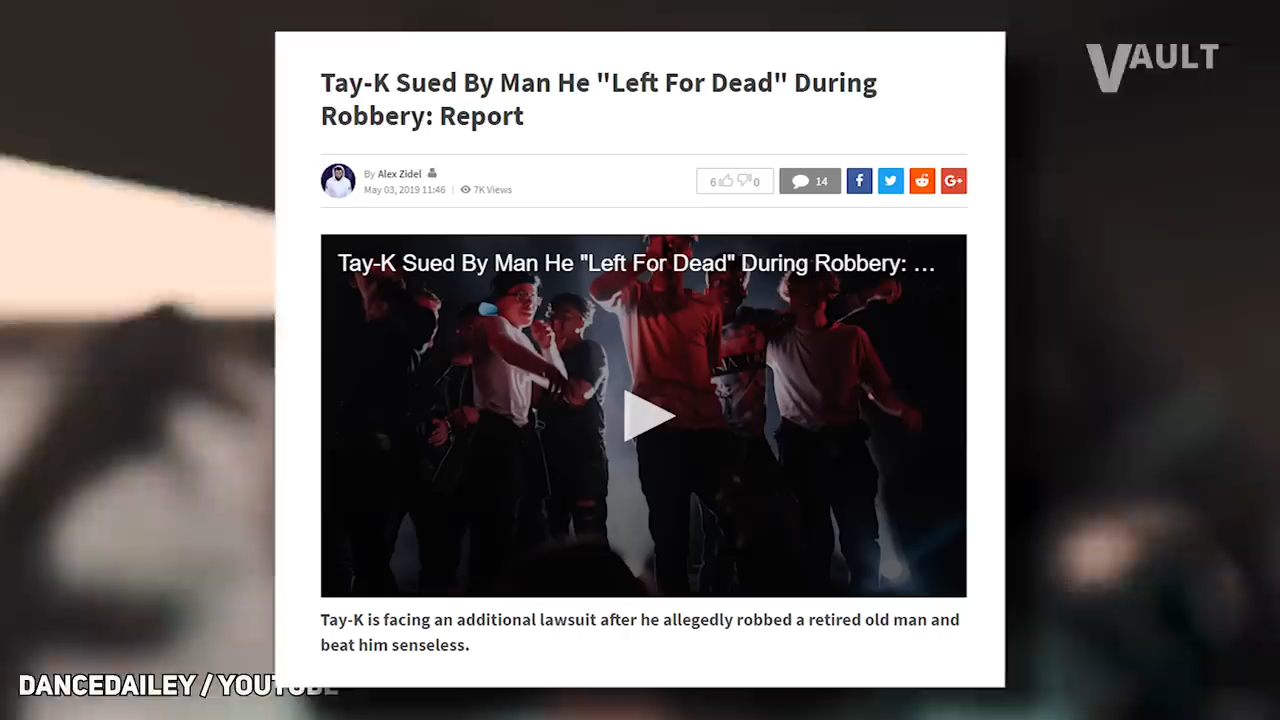 VAULT
Tay-K Sued By Man He "Left For Dead" During
Robbery: Report
By Alex Zidel
May 03, 2019 11:46 | 7K Views
6 0 14 f G+
Tay-K Sued By Man He "Left For Dead" During Robbery: …
Tay-K is facing an additional lawsuit after he allegedly robbed a retired old man and
beat him senseless.
DANCEDAILEY / YOUTUBE